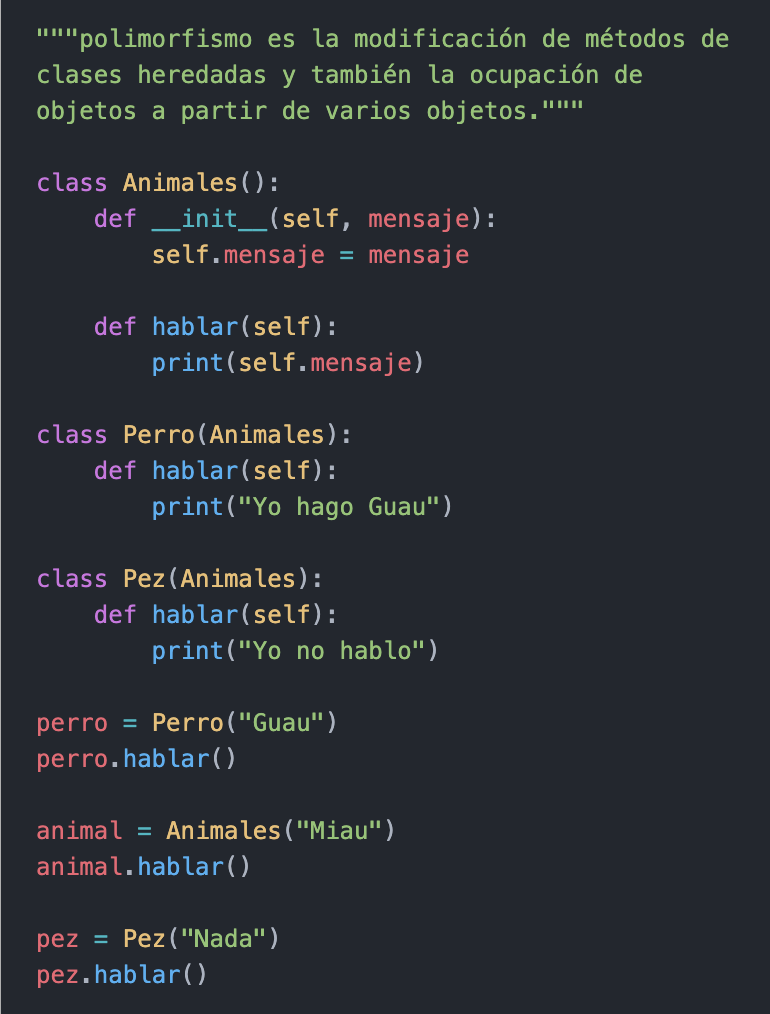 """polimorfismo es la modificación de métodos de
clases heredadas y también la ocupación de
objetos a partir de varios objetos."""

class Animales():
    def __init__(self, mensaje):
        self.mensaje = mensaje

    def hablar(self):
        print(self.mensaje)

class Perro(Animales):
    def hablar(self):
        print("Yo hago Guau")

class Pez(Animales):
    def hablar(self):
        print("Yo no hablo")

perro = Perro("Guau")
perro.hablar()

animal = Animales("Miau")
animal.hablar()

pez = Pez("Nada")
pez.hablar()